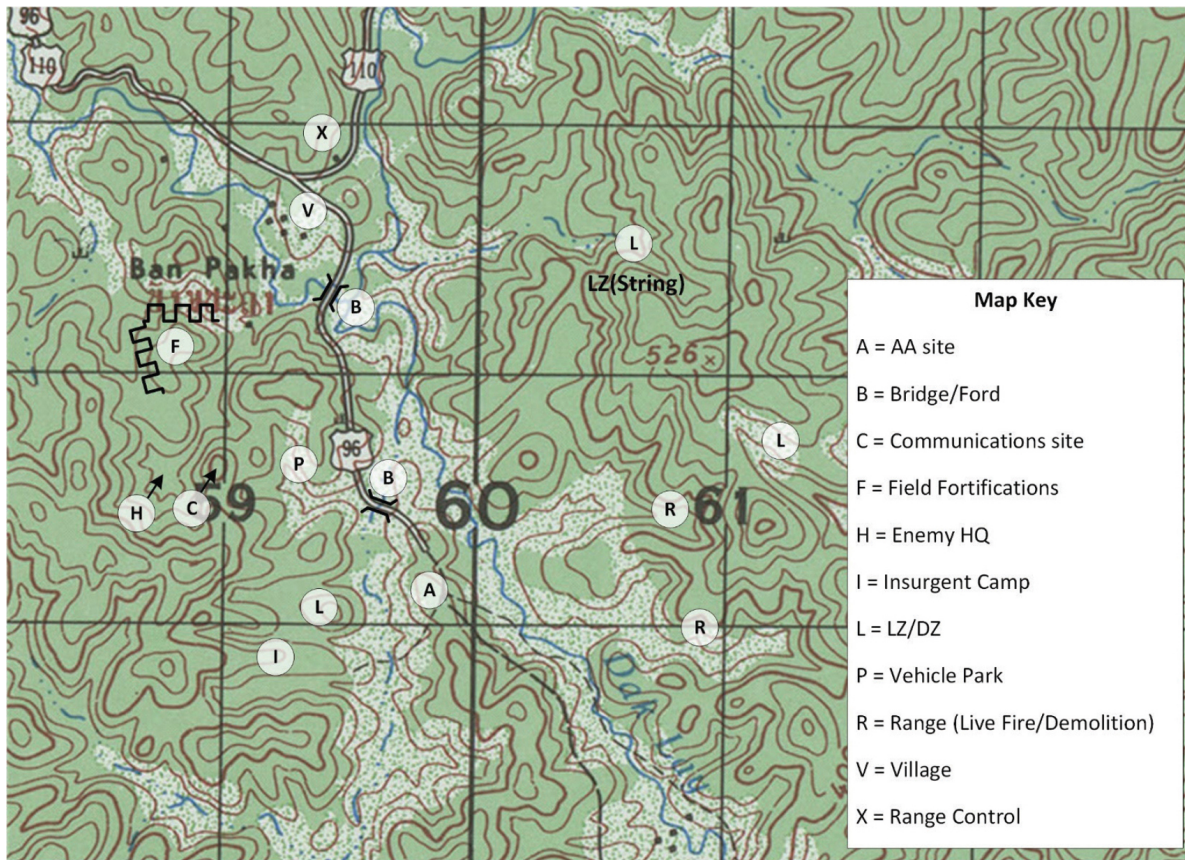 96
110
110
X
V
L
Ban Pakha
LZ(String)
B
F
526
L
96
P
B
H
C
59
60
R
61
A
L
R
I
Dak Lay
Map Key
A = AA site
B = Bridge/Ford
C = Communications site
F = Field Fortifications
H = Enemy HQ
I = Insurgent Camp
L = LZ/DZ
P = Vehicle Park
R = Range (Live Fire/Demolition)
V = Village
X = Range Control